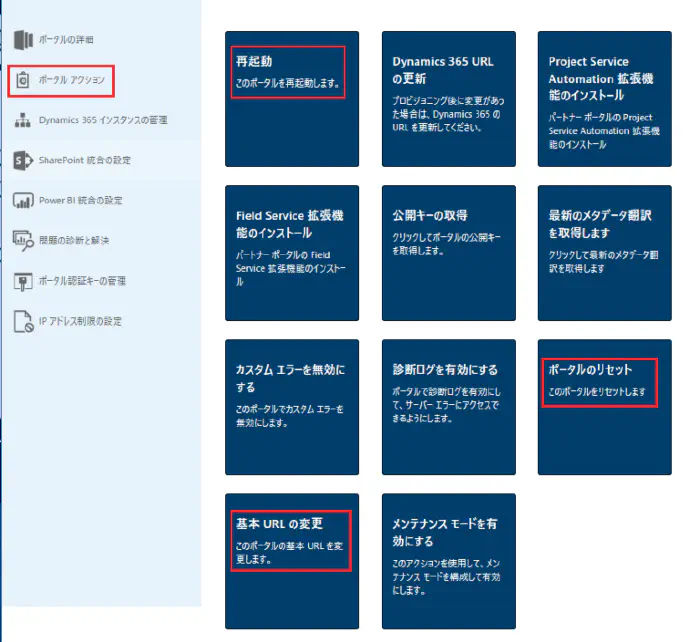 ポータルの詳細
ポータル アクション
Dynamics 365 インスタンスの管理
SharePoint 統合の設定
Power BI 統合の設定
問題の診断と解決
ポータル認証キーの管理
IP アドレス制限の設定
再起動
このポータルを再起動します。
Dynamics 365 URL
の更新
プロビジョニング後に変更があっ
た場合は、Dynamics 365 の
URL を更新してください。
Project Service
Automation 拡張機
能のインストール
パートナー ポータルの Project
Service Automation 拡張機
能のインストール
Field Service 拡張機
能のインストール
パートナー ポータルの Field
Service 拡張機能のインストー
ル
公開キーの取得
クリックしてポータルの公開キー
を取得します。
最新のメタデータ翻訳
を取得します
クリックして最新のメタデータ翻
訳を取得します
カスタム エラーを無効に
する
このポータルでカスタム エラーを
無効にします。
診断ログを有効にする
ポータルで診断ログを有効にし
て、サーバー エラーにアクセスで
きるようにします。
ポータルのリセット
このポータルをリセットします
基本 URL の変更
このポータルの基本 URL を変
更します。
メンテナンス モードを有
効にする
このアクションを使用して、メン
テナンス モードを構成して有効
にします。